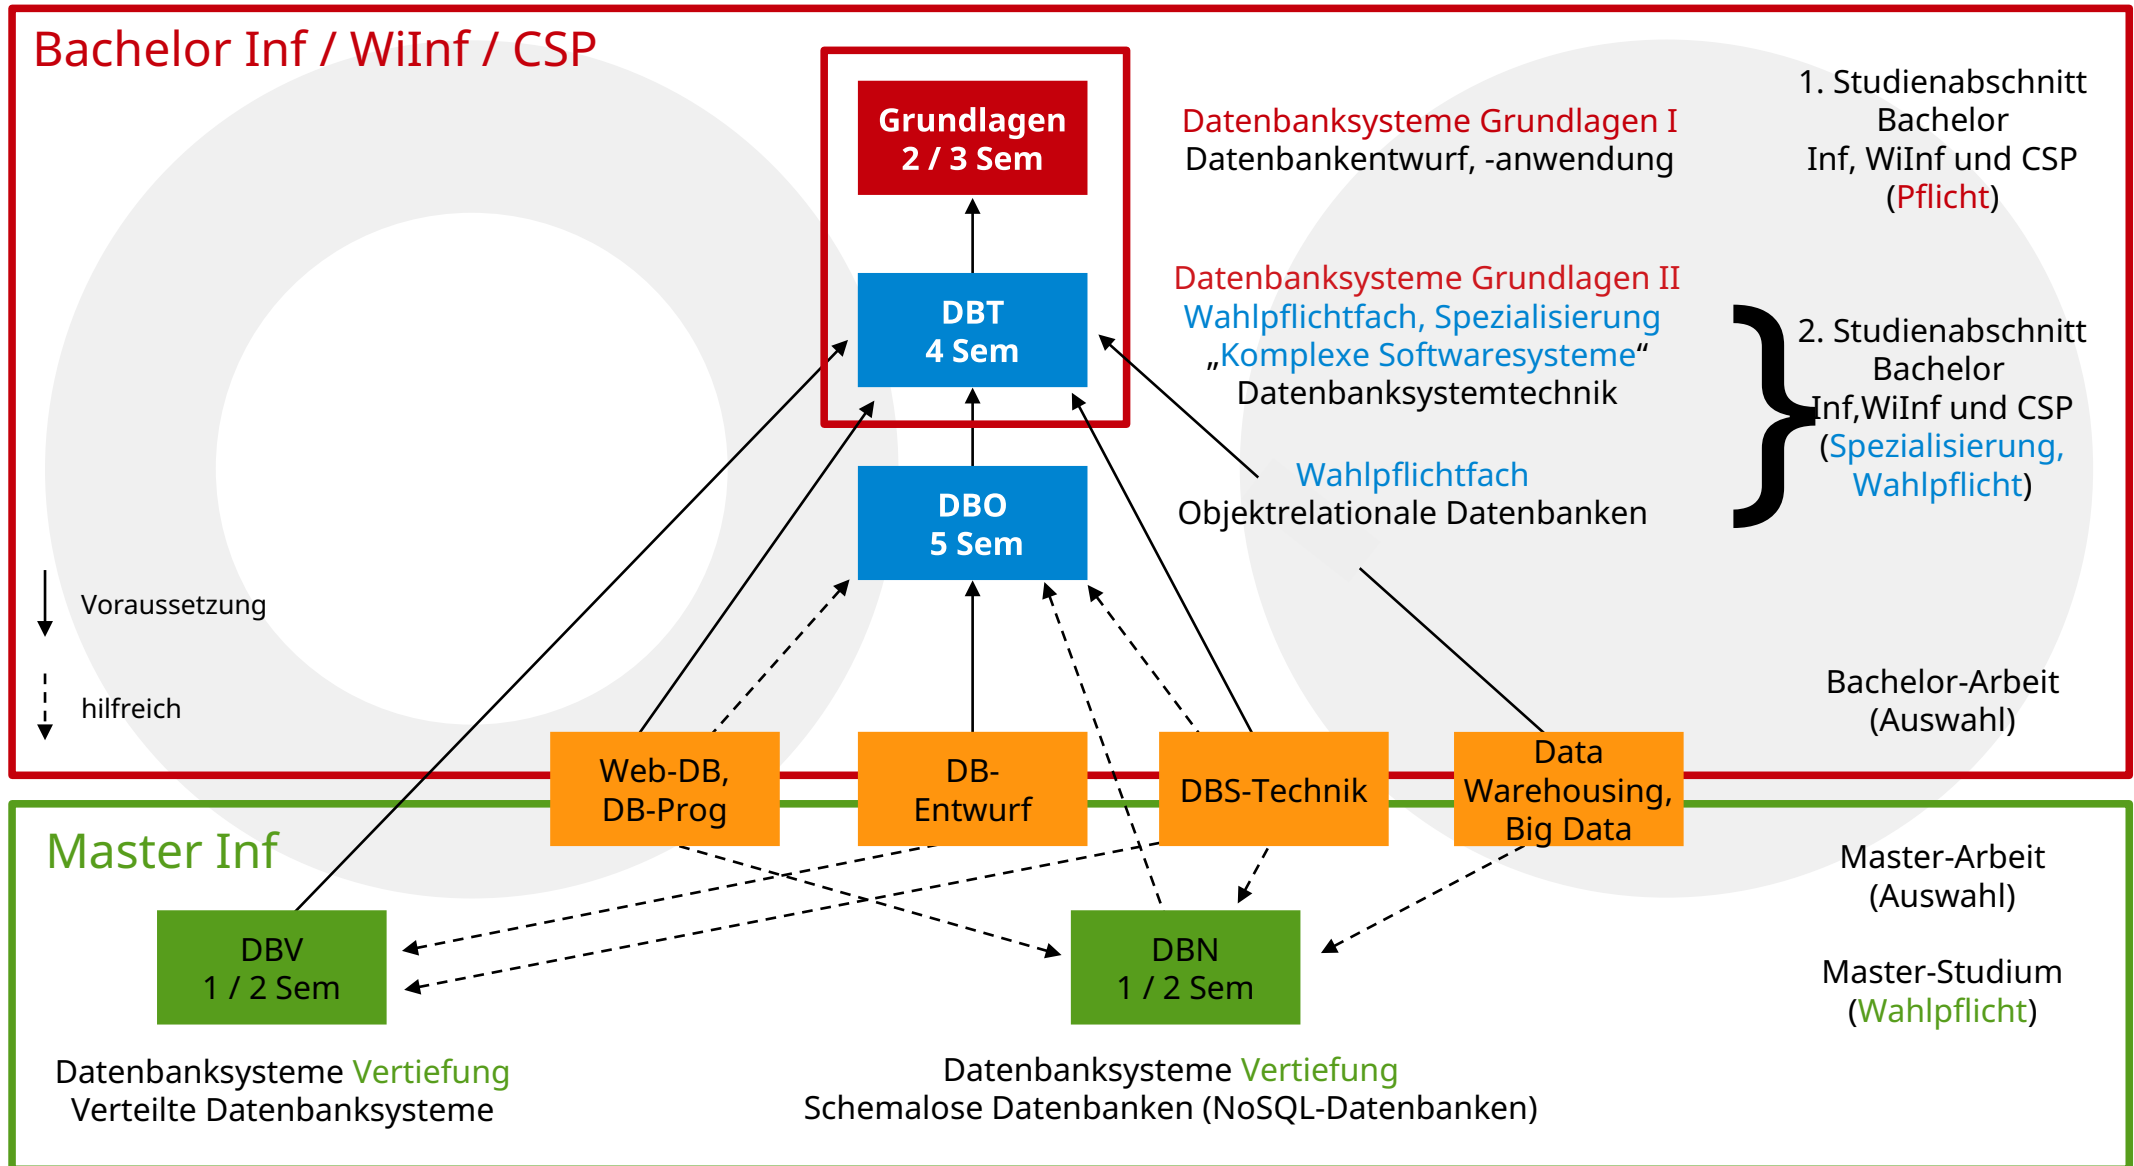 Bachelor Inf / WiInf / CSP
Grundlagen
2 / 3 Sem
Datenbanksysteme Grundlagen I
Datenbankentwurf, -anwendung
1. Studienabschnitt
Bachelor
Inf, WiInf und CSP
(Pflicht)
DBT
4 Sem
Datenbanksysteme Grundlagen II
Wahlpflichtfach, Spezialisierung
„Komplexe Softwaresysteme“
Datenbanksystemtechnik
}
2. Studienabschnitt
Bachelor
Inf,WiInf und CSP
(Spezialisierung,
Wahlpflicht)
DBO
5 Sem
Wahlpflichtfach
Objektrelationale Datenbanken
Voraussetzung
hilfreich
Bachelor-Arbeit
(Auswahl)
Web-DB,
DB-Prog
DB-
Entwurf
DBS-Technik
Data
Warehousing,
Big Data
Master Inf
Master-Arbeit
(Auswahl)
DBV
1 / 2 Sem
DBN
1 / 2 Sem
Master-Studium
(Wahlpflicht)
Datenbanksysteme Vertiefung
Verteilte Datenbanksysteme
Datenbanksysteme Vertiefung
Schemalose Datenbanken (NoSQL-Datenbanken)